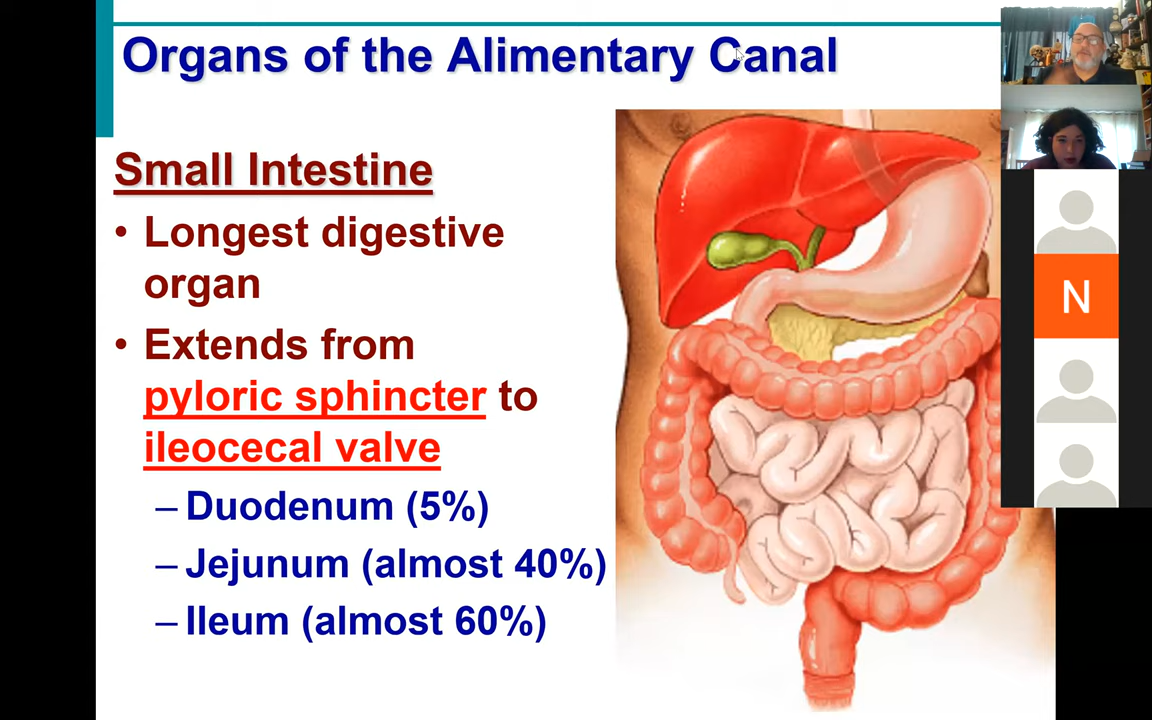 Organs of the Alimentary Canal
Small Intestine
• Longest digestive
organ
• Extends from
pyloric sphincter to
ileocecal valve
– Duodenum (5%)
– Jejunum (almost 40%)
– Ileum (almost 60%)
N